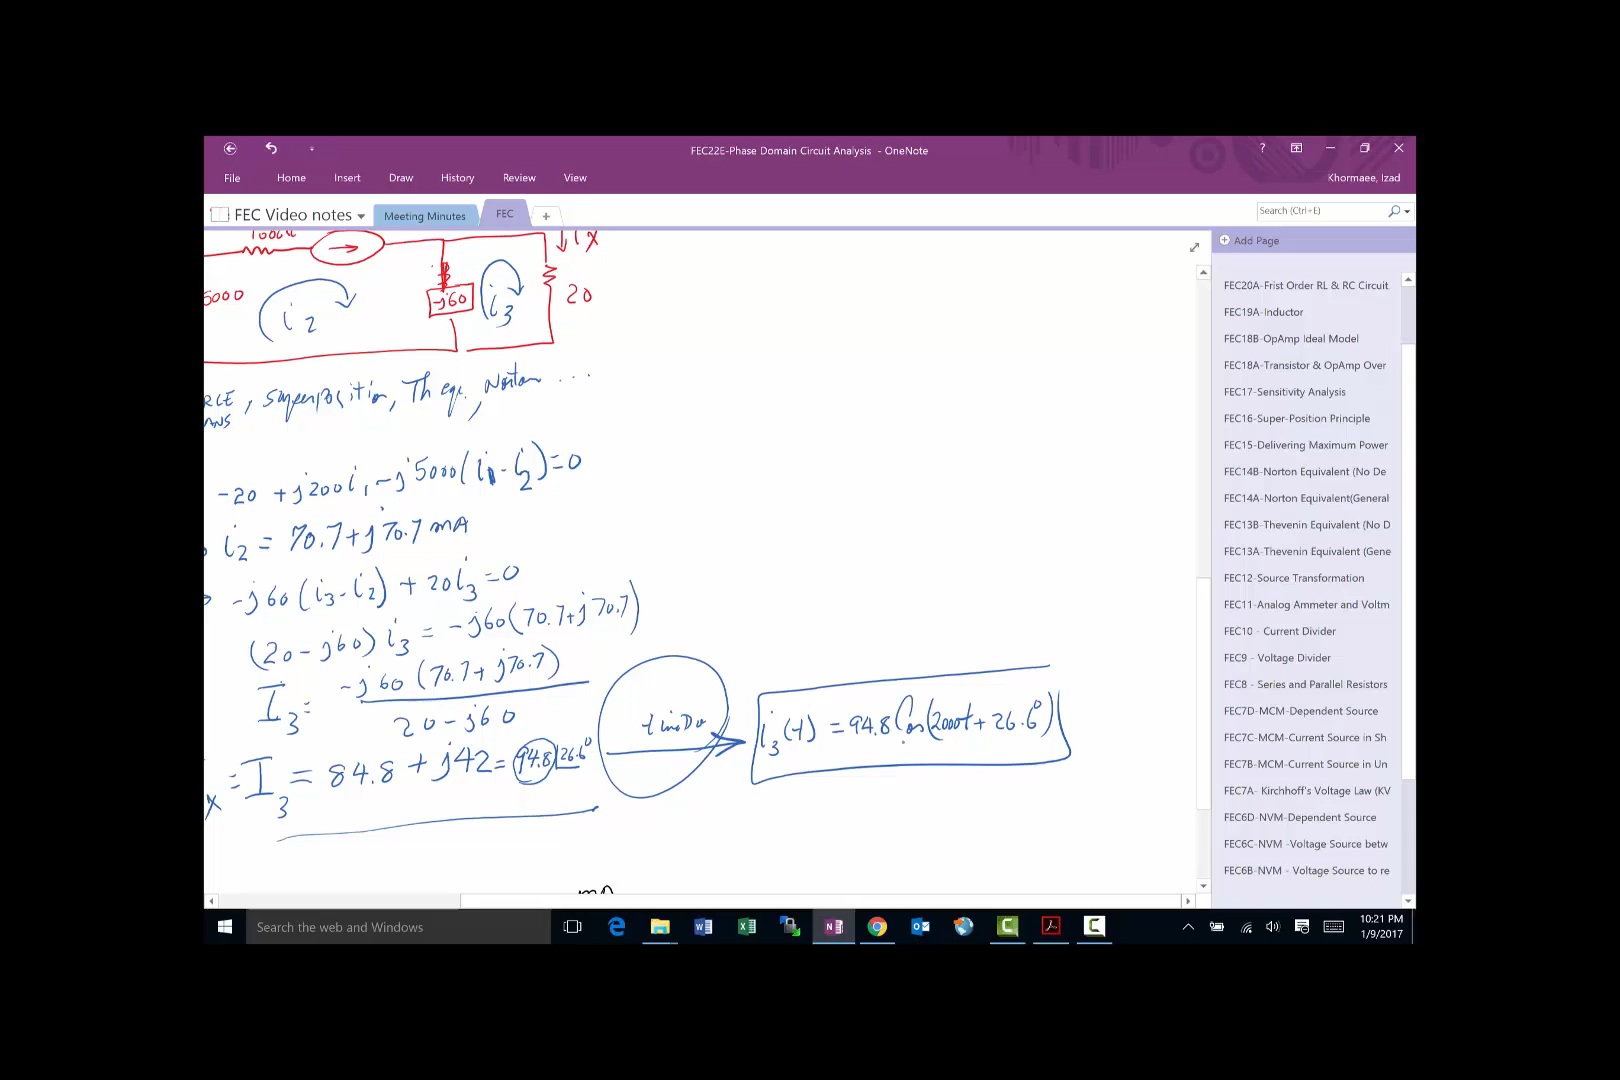 FEC22E-Phase Domain Circuit Analysis - OneNote
File Home Insert Draw History Review View
Khormaee, Izad
FEC Video notes
Meeting Minutes
FEC
Search (Ctrl+E)
Add Page
FEC20A-Frist Order RL & RC Circuit
FEC19A-Inductor
FEC18B-OpAmp Ideal Model
FEC18A-Transistor & OpAmp Over
FEC17-Sensitivity Analysis
FEC16-Super-Position Principle
FEC15-Delivering Maximum Power
FEC14B-Norton Equivalent (No De
FEC14A-Norton Equivalent(General
FEC13B-Thevenin Equivalent (No D
FEC13A-Thevenin Equivalent (Gene
FEC12-Source Transformation
FEC11-Analog Ammeter and Voltm
FEC10 - Current Divider
FEC9 - Voltage Divider
FEC8 - Series and Parallel Resistors
FEC7D-MCM-Dependent Source
FEC7C-MCM-Current Source in Sh
FEC7B-MCM-Current Source in Un
FEC7A- Kirchhoff's Voltage Law (KV
FEC6D-NVM-Dependent Source
FEC6C-NVM -Voltage Source betw
FEC6B-NVM - Voltage Source to re
ix
5000
i2
-j60
i3
20
RCE, superposition, Th eq., Norton ...
ANS
-20 + j200i1 - j5000(i1-i2)=0
i2 = 70.7+j70.7 mA
-j60(i3-i2) + 20i3=0
(20-j60) i3 = -j60(70.7+j70.7)
I3 = -j60 (70.7+j70.7)
20-j60
x = I3 = 84.8 + j42 = 94.8∠26.6°
i3(t) = 94.8 Cos(2000t + 26.6°)
Search the web and Windows
10:21 PM
1/9/2017